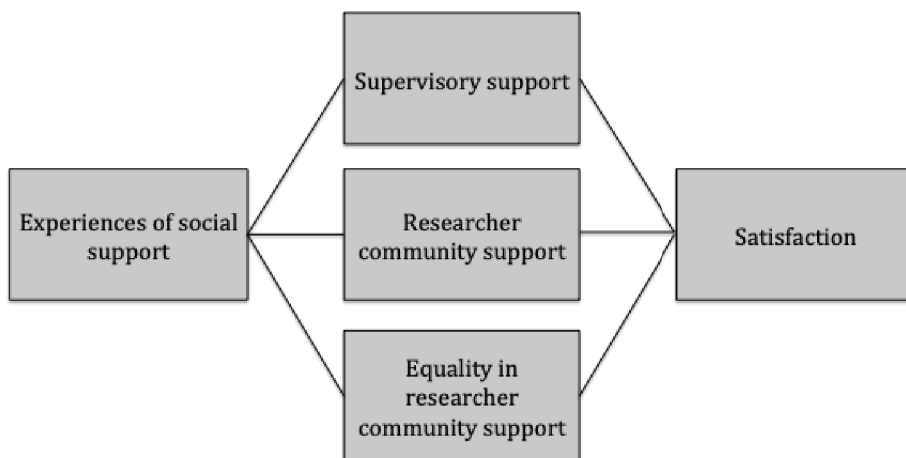 Supervisory support
Experiences of social
support
Researcher
community support
Satisfaction
Equality in
researcher
community support